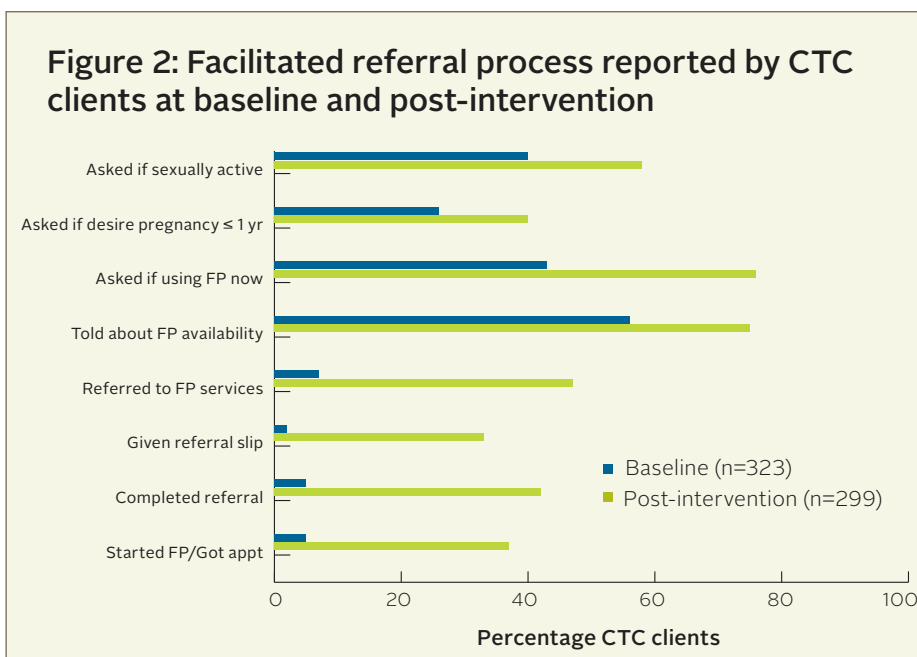 Figure 2: Facilitated referral process reported by CTC
clients at baseline and post-intervention
Asked if sexually active
Asked if desire pregnancy ≤ 1 yr
Asked if using FP now
Told about FP availability
Referred to FP services
Given referral slip
Completed referral
Started FP/Got appt
Baseline (n=323)
Post-intervention (n=299)
0 20 40 60 80 100
Percentage CTC clients